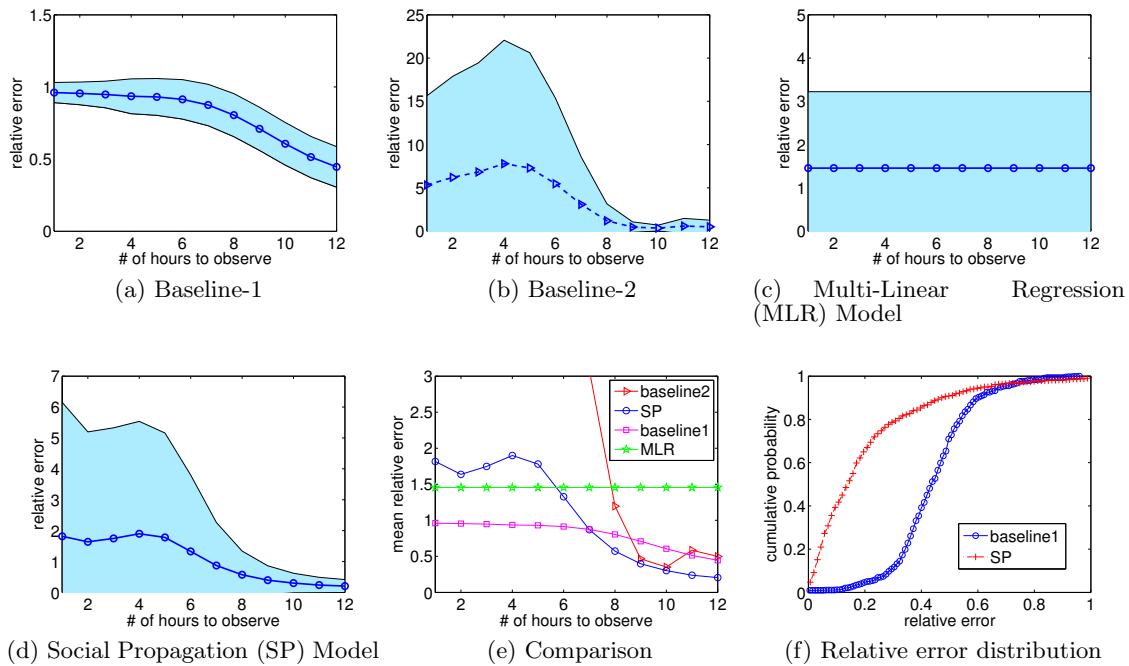 1.5
1
0.5
0
relative error
2 4 6 8 10 12
# of hours to observe
(a) Baseline-1
25
20
15
10
5
0
relative error
2 4 6 8 10 12
# of hours to observe
(b) Baseline-2
5
4
3
2
1
0
relative error
2 4 6 8 10 12
# of hours to observe
(c) Multi-Linear Regression
(MLR) Model
7
6
5
4
3
2
1
0
relative error
2 4 6 8 10 12
# of hours to observe
(d) Social Propagation (SP) Model
3
2.5
2
1.5
1
0.5
0
mean relative error
baseline2
SP
baseline1
MLR
2 4 6 8 10 12
# of hours to observe
(e) Comparison
1
0.8
0.6
0.4
0.2
0
cumulative probability
baseline1
SP
0 0.2 0.4 0.6 0.8 1
relative error
(f) Relative error distribution